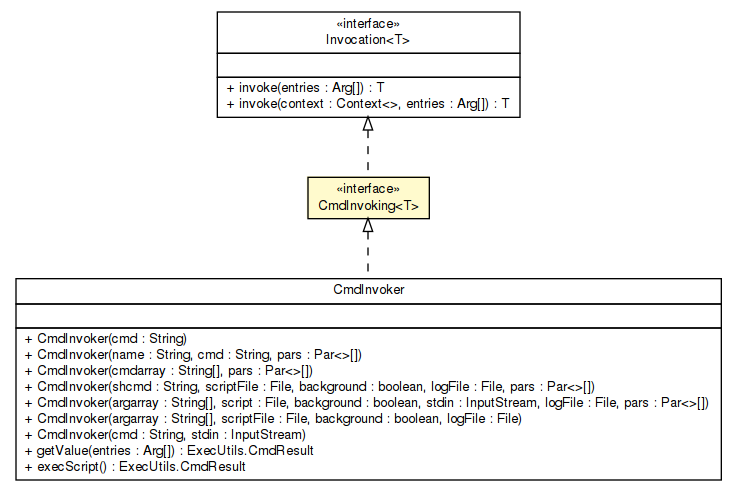 «interface»
Invocation<T>
+ invoke(entries : Arg[]) : T
+ invoke(context : Context<>, entries : Arg[]) : T
«interface»
CmdInvoking<T>
CmdInvoker
+ CmdInvoker(cmd : String)
+ CmdInvoker(name : String, cmd : String, pars : Par<>[])
+ CmdInvoker(cmdarray : String[], pars : Par<>[])
+ CmdInvoker(shcmd : String, scriptFile : File, background : boolean, logFile : File, pars : Par<>[])
+ CmdInvoker(argarray : String[], script : File, background : boolean, stdin : InputStream, logFile : File, pars : Par<>[])
+ CmdInvoker(argarray : String[], scriptFile : File, background : boolean, logFile : File)
+ CmdInvoker(cmd : String, stdin : InputStream)
+ getValue(entries : Arg[]) : ExecUtils.CmdResult
+ execScript() : ExecUtils.CmdResult